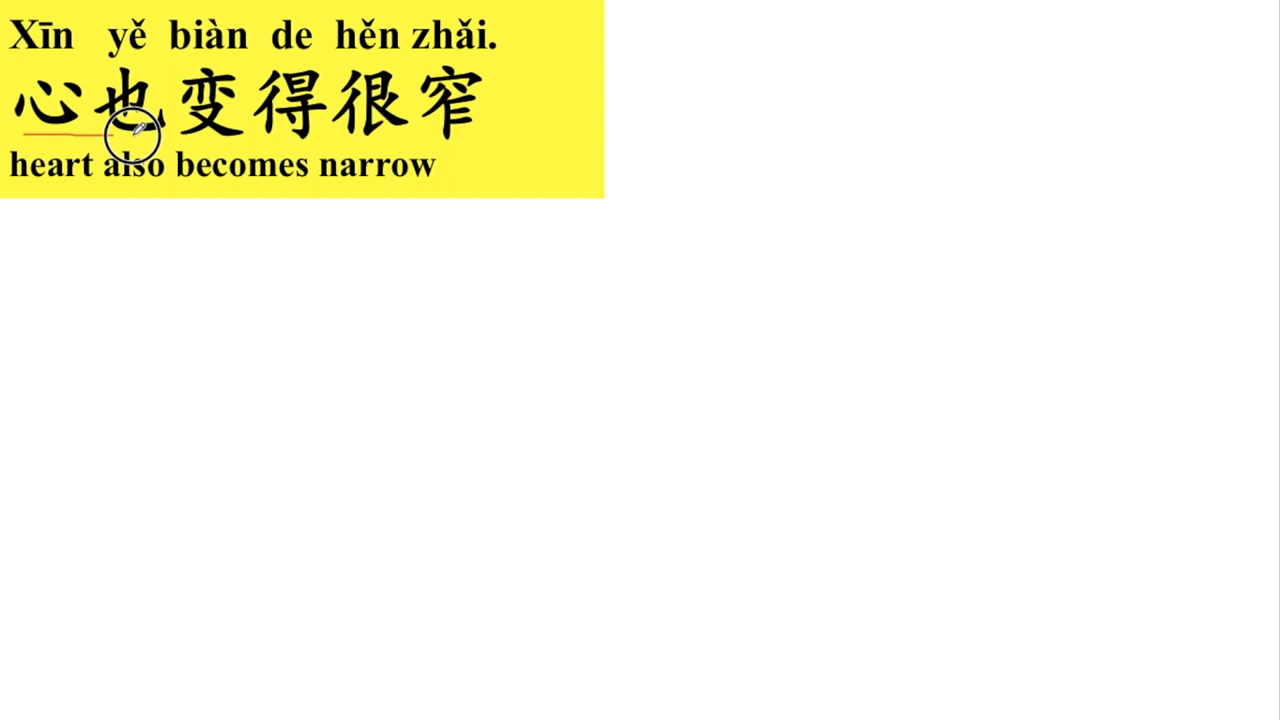 Xīn yě biàn de hěn zhǎi.
心也变得很窄
heart also becomes narrow